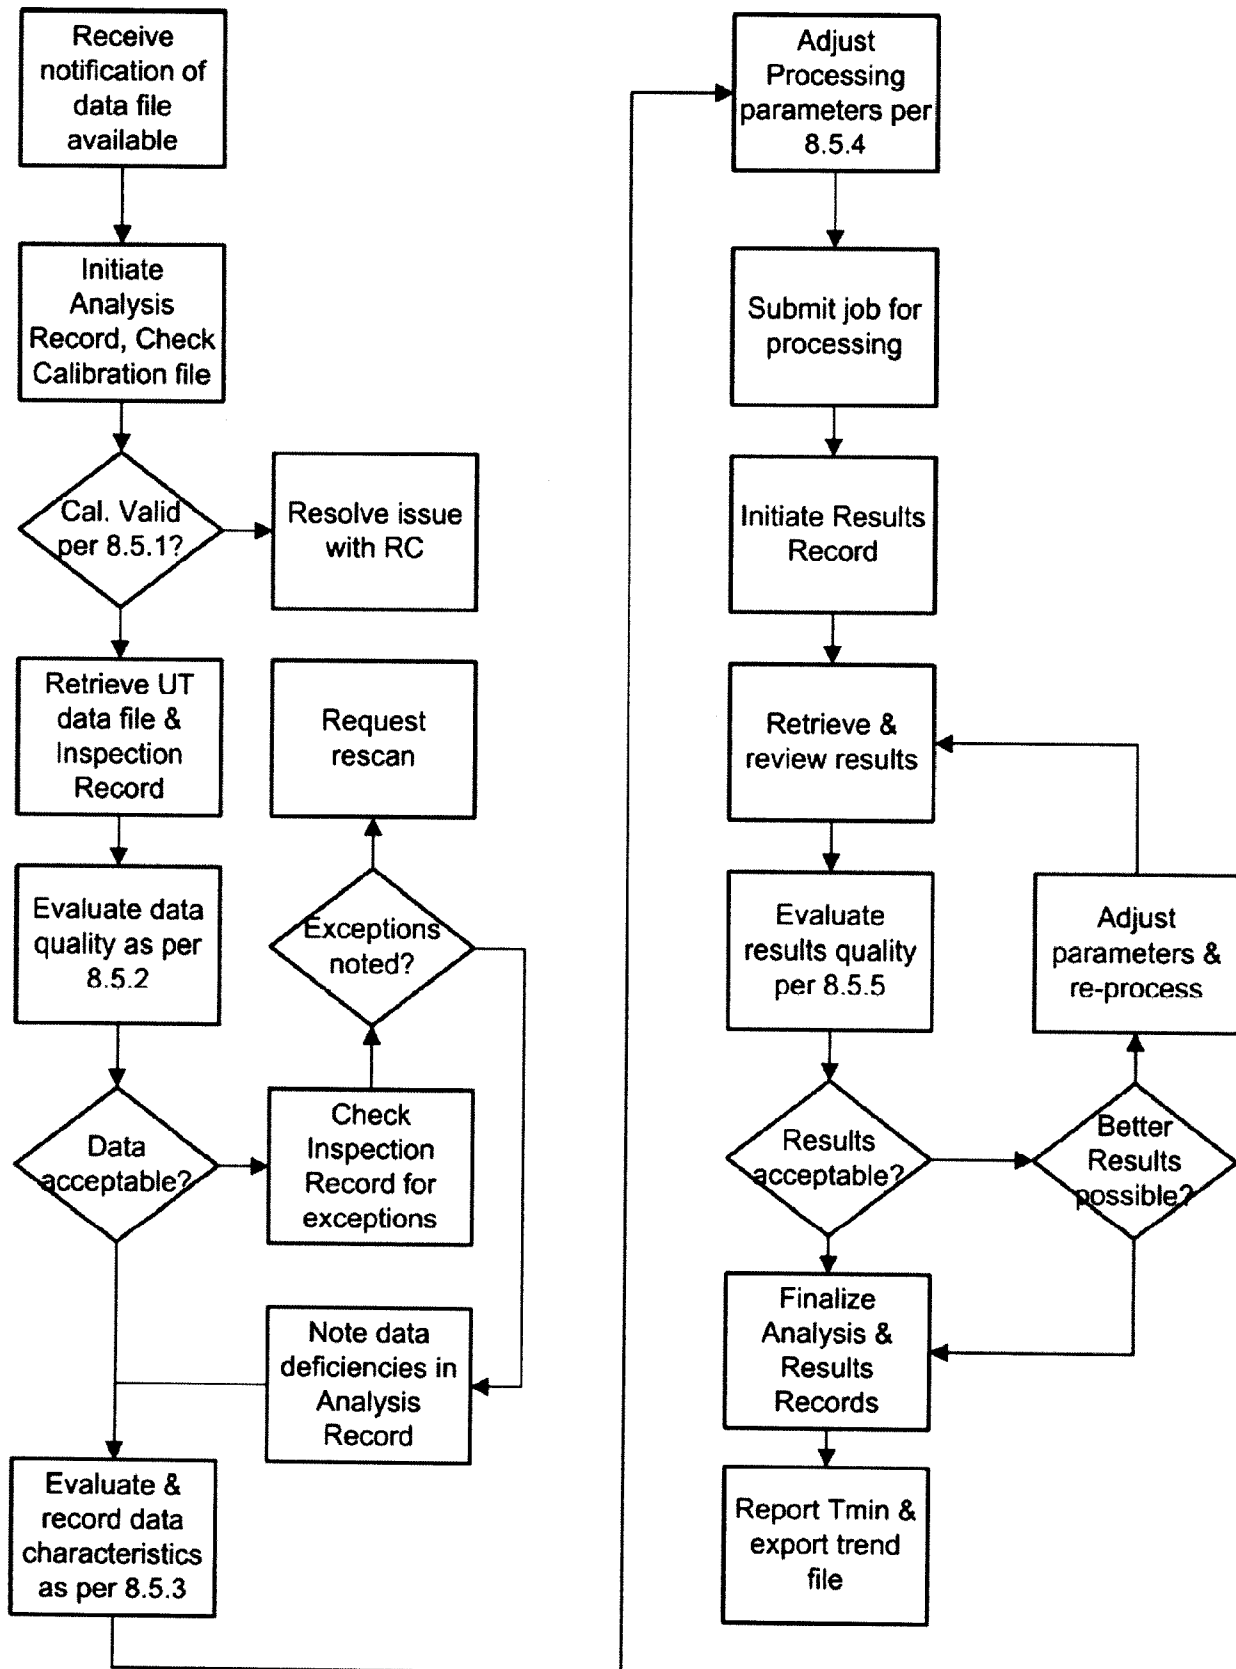 Receive
notification of
data file
available
Initiate
Analysis
Record, Check
Calibration file
Cal. Valid
per 8.5.1?
Resolve issue
with RC
Retrieve UT
data file &
Inspection
Record
Request
rescan
Evaluate data
quality as per
8.5.2
Exceptions
noted?
Data
acceptable?
Check
Inspection
Record for
exceptions
Note data
deficiencies in
Analysis
Record
Evaluate &
record data
characteristics
as per 8.5.3
Adjust
Processing
parameters per
8.5.4
Submit job for
processing
Initiate Results
Record
Retrieve &
review results
Evaluate
results quality
per 8.5.5
Adjust
parameters &
re-process
Results
acceptable?
Better
Results
possible?
Finalize
Analysis &
Results
Records
Report Tmin &
export trend
file